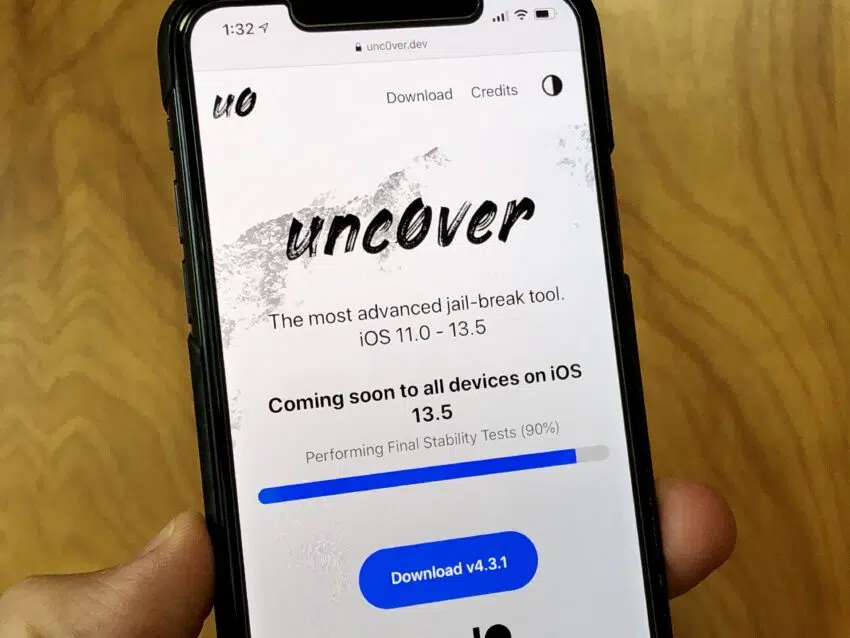 1:32
unc0ver.dev
u0
Download Credits
unc0ver
The most advanced jail-break tool.
iOS 11.0 - 13.5
Coming soon to all devices on iOS
13.5
Performing Final Stability Tests (90%)
Download v4.3.1